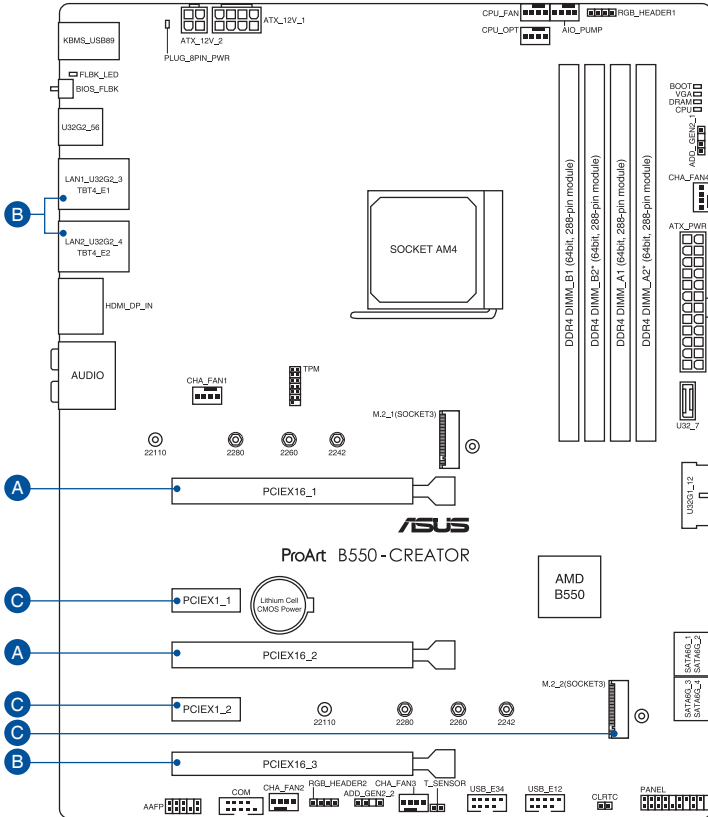 CPU_FAN
AIO_PUMP
RGB_HEADER1
CPU_OPT
ATX_12V_2
ATX_12V_1
PLUG_8PIN_PWR
KBMS_USB89
FLBK_LED
BIOS_FLBK
U32G2_56
BOOT
VGA
DRAM
CPU
ADD_GEN2_1
CHA_FAN4
LAN1_U32G2_3
TBT4_E1
B
LAN2_U32G2_4
TBT4_E2
SOCKET AM4
DDR4 DIMM_B1 (64bit, 288-pin module)
DDR4 DIMM_B2* (64bit, 288-pin module)
DDR4 DIMM_A1 (64bit, 288-pin module)
DDR4 DIMM_A2* (64bit, 288-pin module)
ATX_PWR
HDMI_DP_IN
AUDIO
CHA_FAN1
TPM
M.2_1(SOCKET3)
U32_7
22110
2280
2260
2242
A
PCIEX16_1
U32G1_12
ASUS
ProArt B550-CREATOR
AMD
B550
C
PCIEX1_1
Lithium Cell
CMOS Power
A
PCIEX16_2
SATA6G_1
SATA6G_2
SATA6G_3
SATA6G_4
M.2_2(SOCKET3)
C
PCIEX1_2
22110
2280
2260
2242
C
B
PCIEX16_3
AAFP
COM
CHA_FAN2
RGB_HEADER2
ADD_GEN2_2
CHA_FAN3
T_SENSOR
USB_E34
USB_E12
CLRTC
PANEL